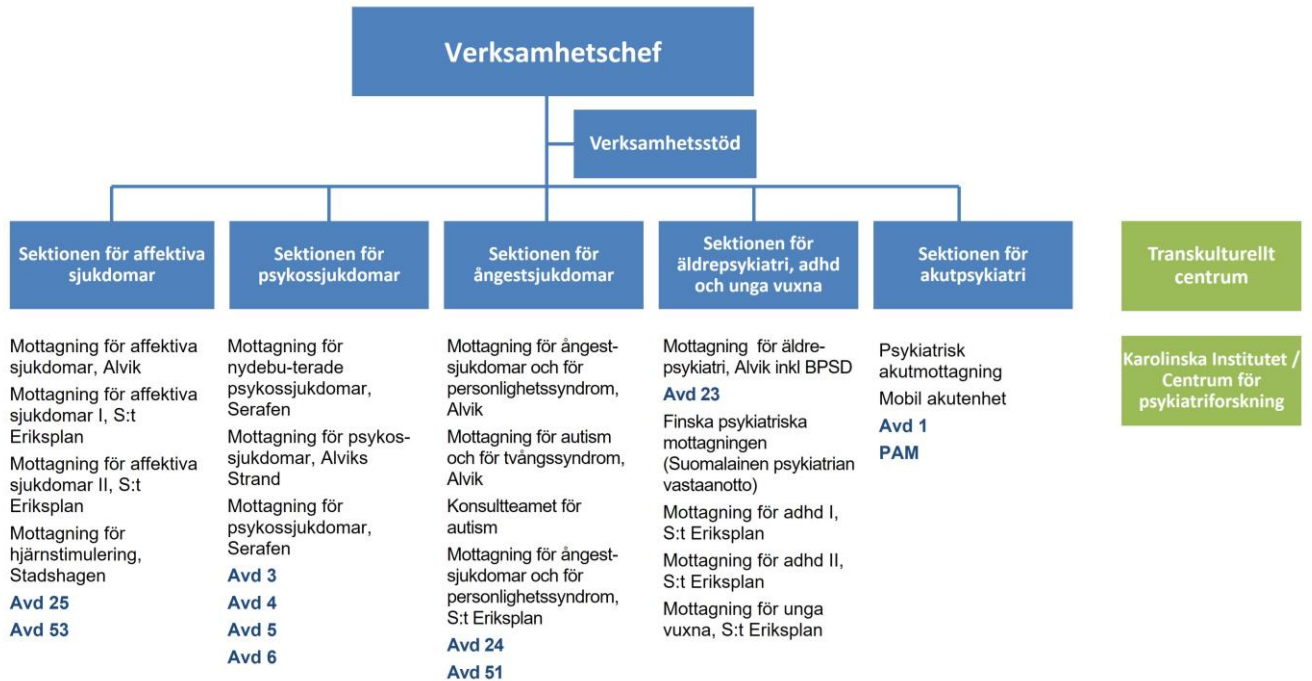 Verksamhetschef
Verksamhetsstöd
Sektionen för affektiva
sjukdomar
Mottagning för affektiva
sjukdomar, Alvik
Mottagning för affektiva
sjukdomar I, S:t
Eriksplan
Mottagning för affektiva
sjukdomar II, S:t
Eriksplan
Mottagning för
hjärnstimulering,
Stadshagen
Avd 25
Avd 53
Sektionen för
psykossjukdomar
Mottagning för
nydebu-terade
psykossjukdomar,
Serafen
Mottagning för psykos-
sjukdomar, Alviks
Strand
Mottagning för
psykossjukdomar,
Serafen
Avd 3
Avd 4
Avd 5
Avd 6
Sektionen för
ångestsjukdomar
Mottagning för ångest-
sjukdomar och för
personlighetssyndrom,
Alvik
Mottagning för autism
och för tvångssyndrom,
Alvik
Konsultteamet för
autism
Mottagning för ångest-
sjukdomar och för
personlighetssyndrom,
S:t Eriksplan
Avd 24
Avd 51
Sektionen för
äldrepsykiatri, adhd
och unga vuxna
Mottagning för äldre-
psykiatri, Alvik inkl BPSD
Avd 23
Finska psykiatriska
mottagningen
(Suomalainen psykiatrian
vastaanotto)
Mottagning för adhd I,
S:t Eriksplan
Mottagning för adhd II,
S:t Eriksplan
Mottagning för unga
vuxna, S:t Eriksplan
Sektionen för
akutpsykiatri
Psykiatrisk
akutmottagning
Mobil akutenhet
Avd 1
PAM
Transkulturellt
centrum
Karolinska Institutet /
Centrum för
psykiatriforskning